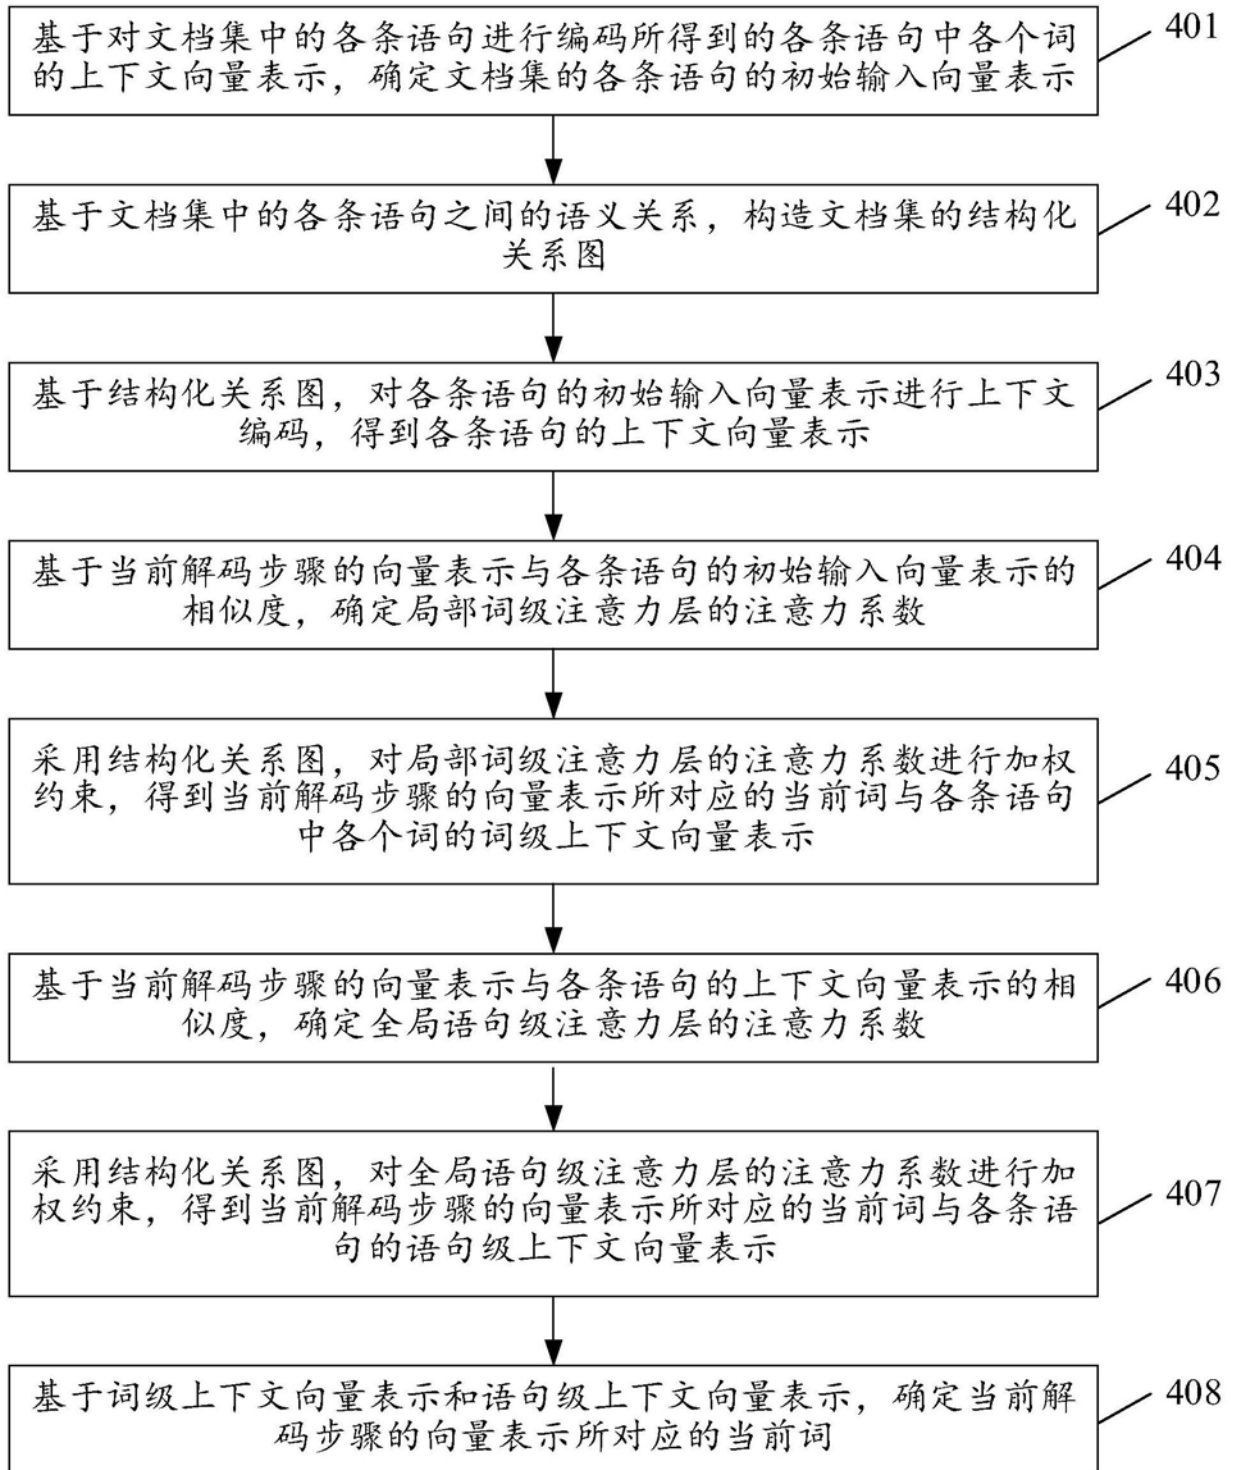 基于对文档集中的各条语句进行编码所得到的各条语句中各个词
的上下文向量表示，确定文档集的各条语句的初始输入向量表示
401
基于文档集中的各条语句之间的语义关系，构造文档集的结构化
关系图
402
基于结构化关系图，对各条语句的初始输入向量表示进行上下文
编码，得到各条语句的上下文向量表示
403
基于当前解码步骤的向量表示与各条语句的初始输入向量表示的
相似度，确定局部词级注意力层的注意力系数
404
采用结构化关系图，对局部词级注意力层的注意力系数进行加权
约束，得到当前解码步骤的向量表示所对应的当前词与各条语句
中各个词的词级上下文向量表示
405
基于当前解码步骤的向量表示与各条语句的上下文向量表示的相
似度，确定全局语句级注意力层的注意力系数
406
采用结构化关系图，对全局语句级注意力层的注意力系数进行加
权约束，得到当前解码步骤的向量表示所对应的当前词与各条语
句的语句级上下文向量表示
407
基于词级上下文向量表示和语句级上下文向量表示，确定当前解
码步骤的向量表示所对应的当前词
408